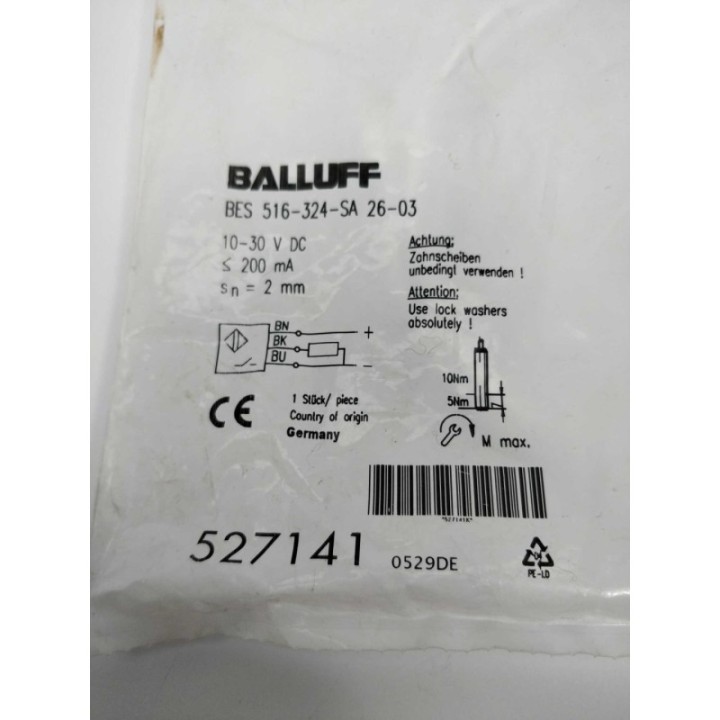 BALLUFF
BES 516-324-SA 26-03
10-30 V DC
≤ 200 mA
sn = 2 mm
Achtung:
Zahnscheiben
unbedingt verwenden !
Attention:
Use lock washers
absolutely !
BN
+
BK
BU
-
10Nm
5Nm
M max.
CE
1 Stück/ piece
Country of origin
Germany
*527141K*
527141
0529DE
PE-LD